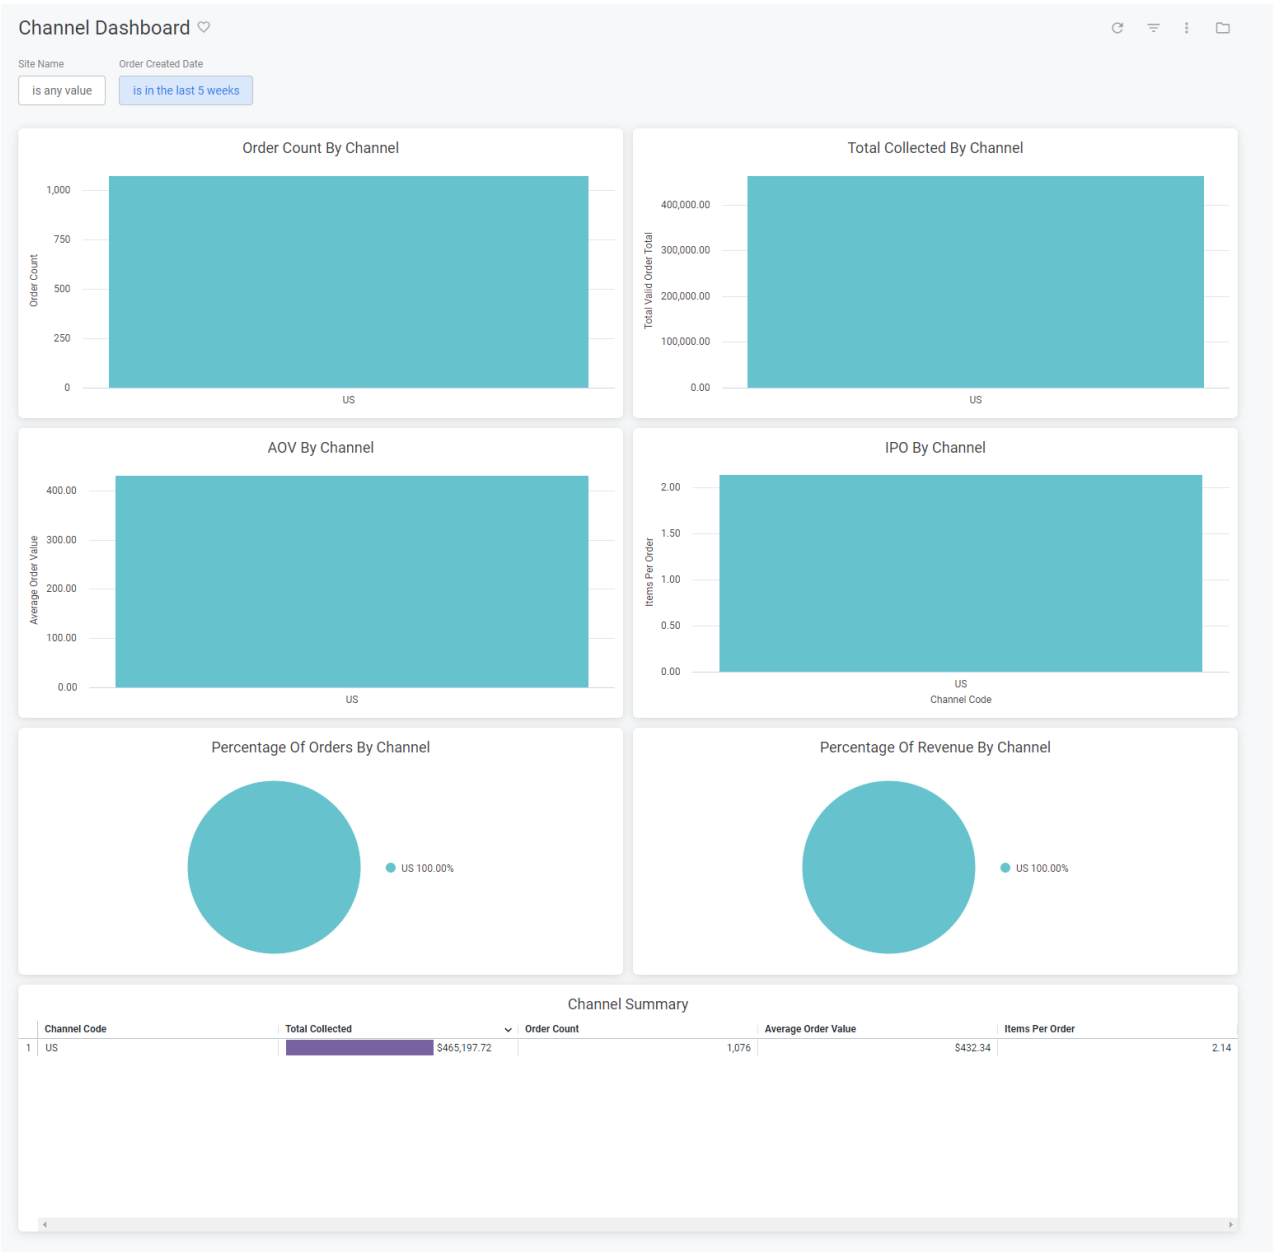 Channel Dashboard
Site Name
Order Created Date
is any value
is in the last 5 weeks
Order Count By Channel
1,000
750
500
250
0
Order Count
US
Total Collected By Channel
400,000.00
300,000.00
200,000.00
100,000.00
0.00
Total Valid Order Total
US
AOV By Channel
400.00
300.00
200.00
100.00
0.00
Average Order Value
US
IPO By Channel
2.00
1.50
1.00
0.50
0.00
Items Per Order
US
Channel Code
Percentage Of Orders By Channel
US 100.00%
Percentage Of Revenue By Channel
US 100.00%
Channel Summary
Channel Code Total Collected Order Count Average Order Value Items Per Order
1 US $465,197.72 1,076 $432.34 2.14